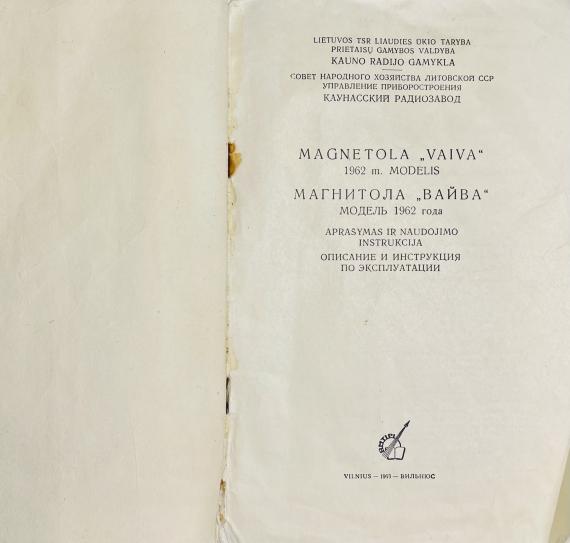 LIETUVOS TSR LIAUDIES ŪKIO TARYBA
PRIETAISŲ GAMYBOS VALDYBA
KAUNO RADIJO GAMYKLA
СОВЕТ НАРОДНОГО ХОЗЯЙСТВА ЛИТОВСКОЙ ССР
УПРАВЛЕНИЕ ПРИБОРОСТРОЕНИЯ
КАУНАССКИЙ РАДИОЗАВОД
MAGNETOLA „VAIVA“
1962 m. MODELIS
МАГНИТОЛА „ВАЙВА“
МОДЕЛЬ 1962 года
APRAŠYMAS IR NAUDOJIMO
INSTRUKCIJA
ОПИСАНИЕ И ИНСТРУКЦИЯ
ПО ЭКСПЛУАТАЦИИ
VILNIUS — 1963 — ВИЛЬНЮС